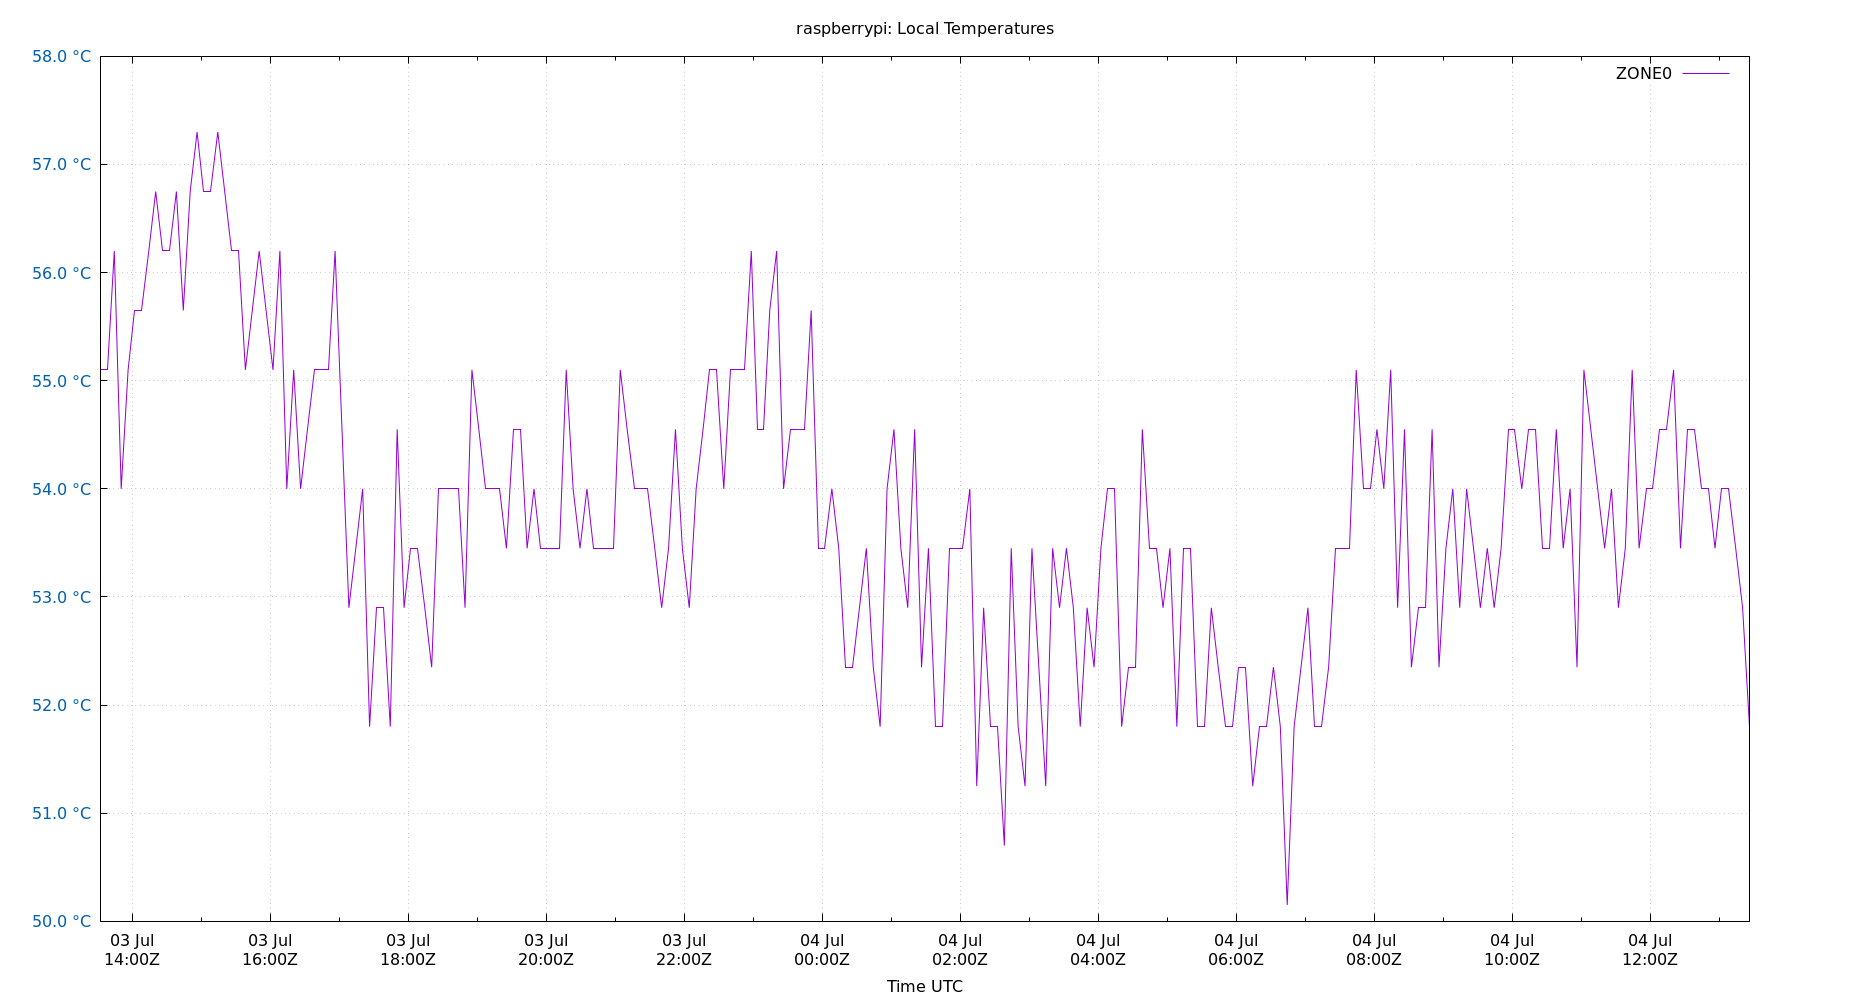 raspberrypi: Local Temperatures
ZONE0
58.0 °C
57.0 °C
56.0 °C
55.0 °C
54.0 °C
53.0 °C
52.0 °C
51.0 °C
50.0 °C
03 Jul 03 Jul 03 Jul 03 Jul 03 Jul 04 Jul 04 Jul 04 Jul 04 Jul 04 Jul 04 Jul 04 Jul
14:00Z 16:00Z 18:00Z 20:00Z 22:00Z 00:00Z 02:00Z 04:00Z 06:00Z 08:00Z 10:00Z 12:00Z
Time UTC